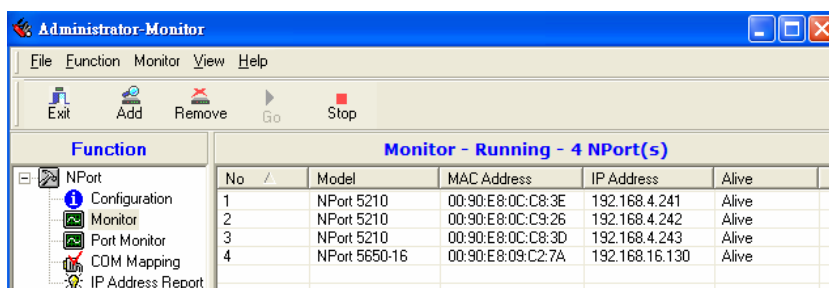 Administrator-Monitor
File Function Monitor View Help
Exit Add Remove Go Stop
Function
NPort
Configuration
Monitor
Port Monitor
COM Mapping
IP Address Report
Monitor - Running - 4 NPort(s)
No Model MAC Address IP Address Alive
1 NPort 5210 00:90:E8:0C:C8:3E 192.168.4.241 Alive
2 NPort 5210 00:90:E8:0C:C9:26 192.168.4.242 Alive
3 NPort 5210 00:90:E8:0C:C8:3D 192.168.4.243 Alive
4 NPort 5650-16 00:90:E8:09:C2:7A 192.168.16.130 Alive